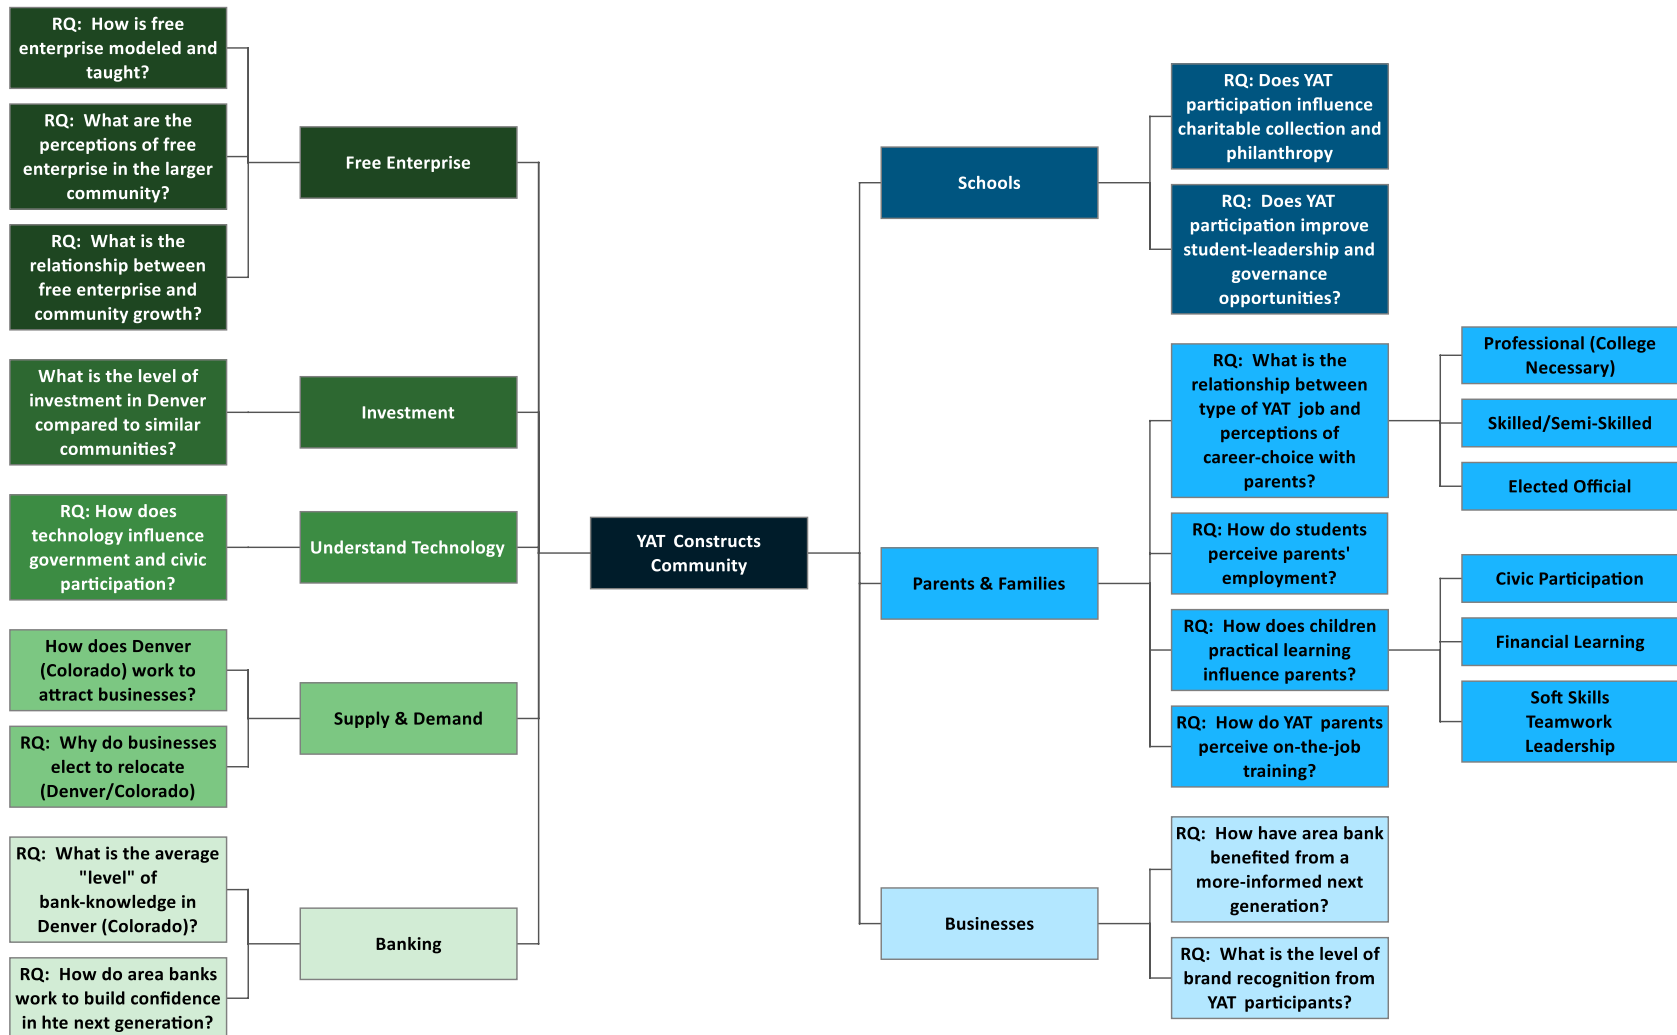 RQ:  How is free
enterprise modeled and
taught?
RQ:  What are the
perceptions of free
enterprise in the larger
community?
RQ:  What is the
relationship between
free enterprise and
community growth?
Free Enterprise
What is the level of
investment in Denver
compared to similar
communities?
Investment
RQ: How does
technology influence
government and civic
participation?
Understand Technology
How does Denver
(Colorado) work to
attract businesses?
RQ:  Why do businesses
elect to relocate
(Denver/Colorado)
Supply & Demand
RQ:  What is the average
"level" of
bank-knowledge in
Denver (Colorado)?
RQ:  How do area banks
work to build confidence
in hte next generation?
Banking
YAT  Constructs
Community
Schools
RQ: Does YAT
participation influence
charitable collection and
philanthropy
RQ:  Does YAT
participation improve
student-leadership and
governance
opportunities?
Parents & Families
RQ:  What is the
relationship between
type of YAT  job and
perceptions of
career-choice with
parents?
Professional (College
Necessary)
Skilled/Semi-Skilled
Elected Official
RQ: How do students
perceive parents'
employment?
RQ:  How does children
practical learning
influence parents?
Civic Participation
Financial Learning
Soft Skills
Teamwork
Leadership
RQ:  How do YAT  parents
perceive on-the-job
training?
Businesses
RQ:  How have area bank
benefited from a
more-informed next
generation?
RQ:  What is the level of
brand recognition from
YAT  participants?